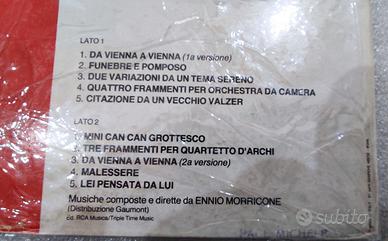 LATO 1
1. DA VIENNA A VIENNA (1a versione)
2. FUNEBRE E POMPOSO
3. DUE VARIAZIONI DA UN TEMA SERENO
4. QUATTRO FRAMMENTI PER ORCHESTRA DA CAMERA
5. CITAZIONE DA UN VECCHIO VALZER
LATO 2
1. MINI CAN CAN GROTTESCO
2. TRE FRAMMENTI PER QUARTETTO D'ARCHI
3. DA VIENNA A VIENNA (2a versione)
4. MALESSERE
5. LEI PENSATA DA LUI
Musiche composte e dirette da ENNIO MORRICONE
(Distribuzione Gaumont)
Ed. RCA Musica/Triple Time Music
subito